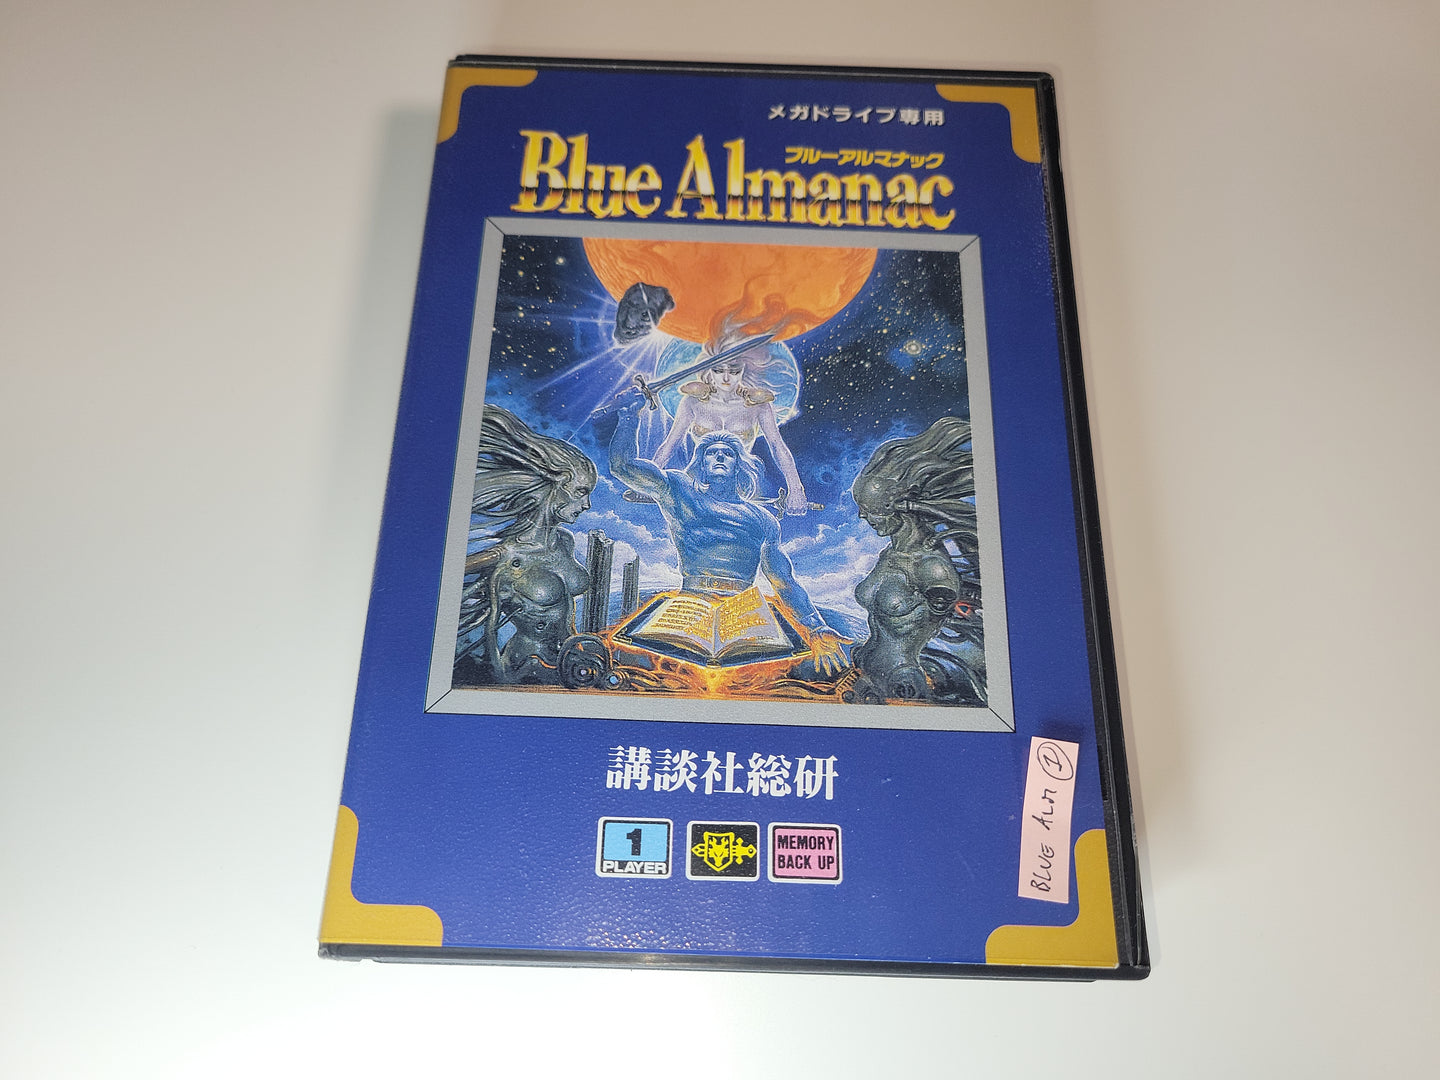 メガドライブ専用
ブルーアルマナック
Blue Almanac
講談社総研
1
PLAYER
MEMORY
BACK UP
BLUE ALM 1